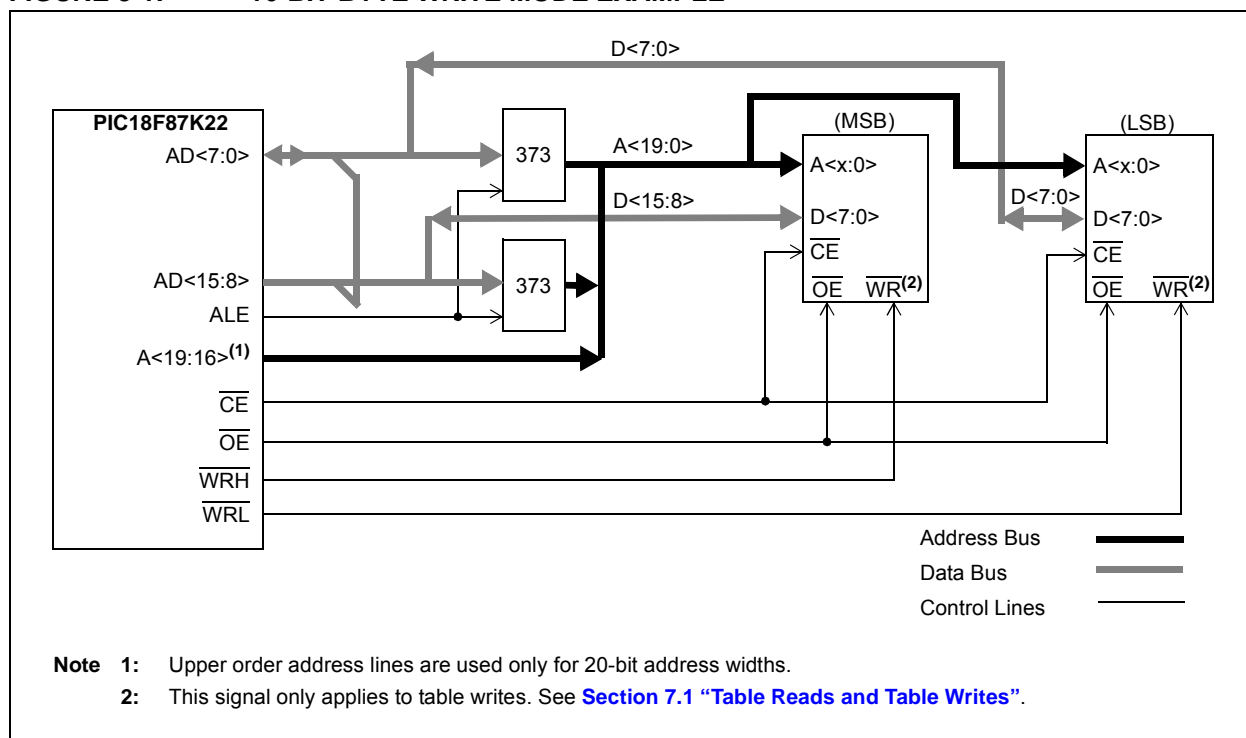 PIC18F87K22
AD<7:0>
AD<15:8>
ALE
A<19:16>(1)
CE
OE
WRH
WRL
373
373
D<7:0>
A<19:0>
D<15:8>
(MSB)
A<x:0>
D<7:0>
CE
OE WR(2)
(LSB)
A<x:0>
D<7:0>
D<7:0>
CE
OE WR(2)
Address Bus
Data Bus
Control Lines
Note 1: Upper order address lines are used only for 20-bit address widths.
2: This signal only applies to table writes. See Section 7.1 “Table Reads and Table Writes”.